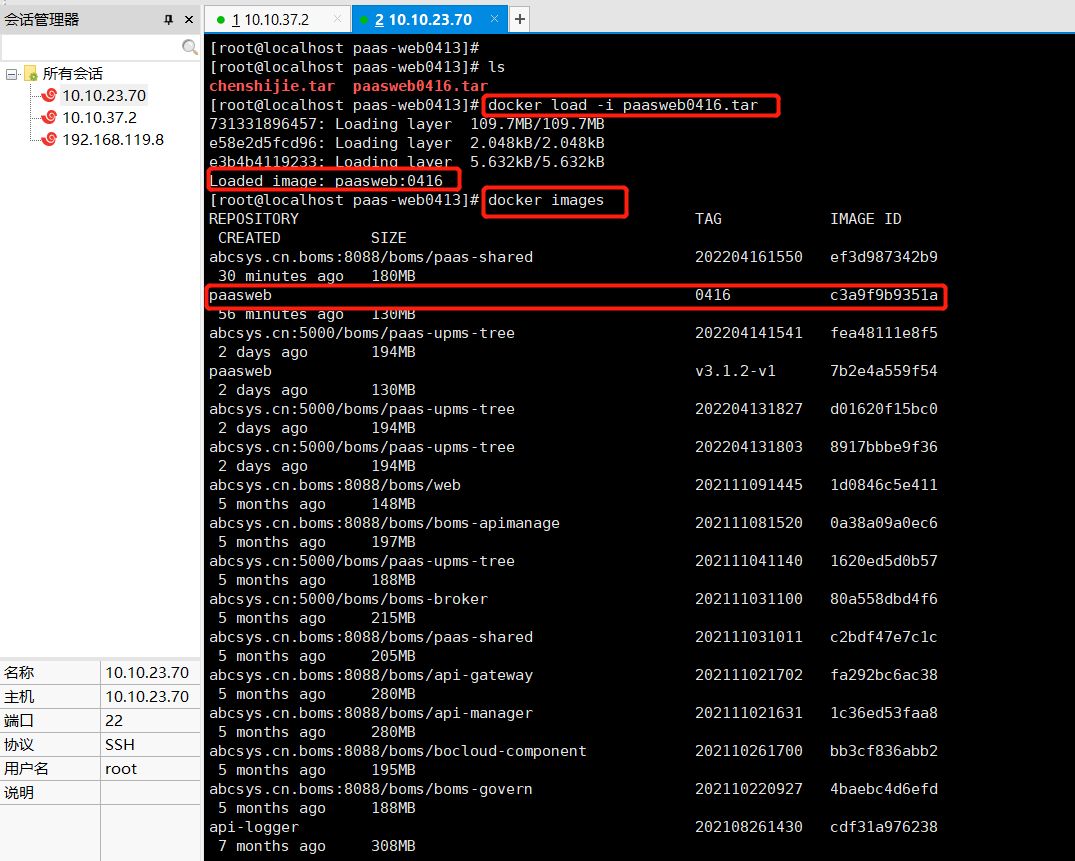 会话管理器
所有会话
10.10.23.70
10.10.37.2
192.168.119.8
名称 10.10.23.70
主机 10.10.23.70
端口 22
协议 SSH
用户名 root
说明
1 10.10.37.2 × 2 10.10.23.70 × +
[root@localhost paas-web0413]#
[root@localhost paas-web0413]# ls
chenshijie.tar paasweb0416.tar
[root@localhost paas-web0413]# docker load -i paasweb0416.tar
731331896457: Loading layer 109.7MB/109.7MB
e58e2d5fcd96: Loading layer 2.048kB/2.048kB
e3b4b4119233: Loading layer 5.632kB/5.632kB
Loaded image: paasweb:0416
[root@localhost paas-web0413]# docker images
REPOSITORY TAG IMAGE ID
CREATED SIZE
abcsys.cn.boms:8088/boms/paas-shared 202204161550 ef3d987342b9
30 minutes ago 180MB
paasweb 0416 c3a9f9b9351a
56 minutes ago 130MB
abcsys.cn:5000/boms/paas-upms-tree 202204141541 fea48111e8f5
2 days ago 194MB
paasweb v3.1.2-v1 7b2e4a559f54
2 days ago 130MB
abcsys.cn:5000/boms/paas-upms-tree 202204131827 d01620f15bc0
2 days ago 194MB
abcsys.cn:5000/boms/paas-upms-tree 202204131803 8917bbbe9f36
2 days ago 194MB
abcsys.cn.boms:8088/boms/web 202111091445 1d0846c5e411
5 months ago 148MB
abcsys.cn.boms:8088/boms/boms-apimanage 202111081520 0a38a09a0ec6
5 months ago 197MB
abcsys.cn:5000/boms/paas-upms-tree 202111041140 1620ed5d0b57
5 months ago 188MB
abcsys.cn:5000/boms/boms-broker 202111031100 80a558dbd4f6
5 months ago 215MB
abcsys.cn.boms:8088/boms/paas-shared 202111031011 c2bdf47e7c1c
5 months ago 205MB
abcsys.cn.boms:8088/boms/api-gateway 202111021702 fa292bc6ac38
5 months ago 280MB
abcsys.cn.boms:8088/boms/api-manager 202111021631 1c36ed53faa8
5 months ago 280MB
abcsys.cn.boms:8088/boms/bocloud-component 202110261700 bb3cf836abb2
5 months ago 195MB
abcsys.cn.boms:8088/boms/boms-govern 202110220927 4baebc4d6efd
5 months ago 188MB
api-logger 202108261430 cdf31a976238
7 months ago 308MB